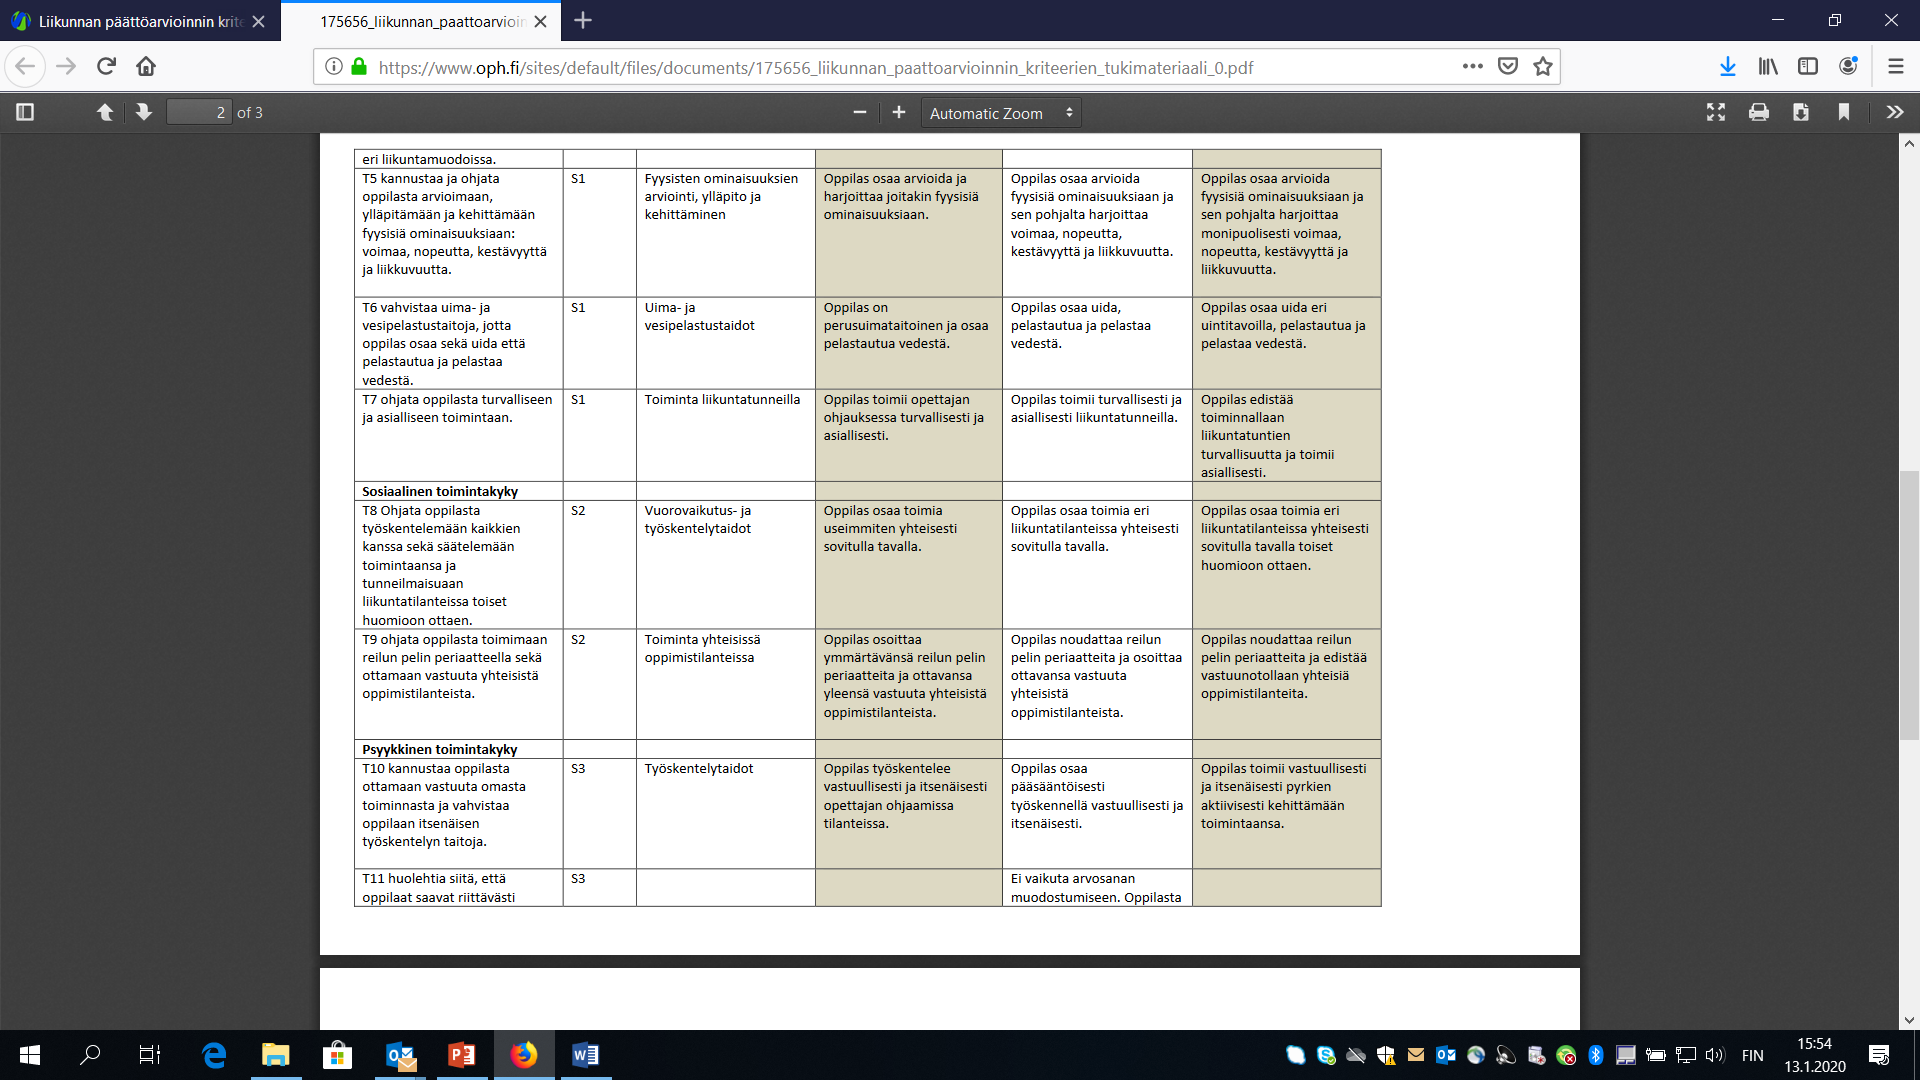 Liikunnan päättöarvioinnin krite
175656_liikunnan_paattoarvioin
https://www.oph.fi/sites/default/files/documents/175656_liikunnan_paattoarvioinnin_kriteerien_tukimateriaali_0.pdf
2 of 3
Automatic Zoom
eri liikuntamuodoissa.
T5 kannustaa ja ohjata
oppilasta arvioimaan,
ylläpitämään ja kehittämään
fyysisiä ominaisuuksiaan:
voimaa, nopeutta, kestävyyttä
ja liikkuvuutta.
S1
Fyysisten ominaisuuksien
arviointi, ylläpito ja
kehittäminen
Oppilas osaa arvioida ja
harjoittaa joitakin fyysisiä
ominaisuuksiaan.
Oppilas osaa arvioida
fyysisiä ominaisuuksiaan ja
sen pohjalta harjoittaa
voimaa, nopeutta,
kestävyyttä ja liikkuvuutta.
Oppilas osaa arvioida
fyysisiä ominaisuuksiaan ja
sen pohjalta harjoittaa
monipuolisesti voimaa,
nopeutta, kestävyyttä ja
liikkuvuutta.
T6 vahvistaa uima- ja
vesipelastustaitoja, jotta
oppilas osaa sekä uida että
pelastautua ja pelastaa
vedestä.
S1
Uima- ja
vesipelastustaidot
Oppilas on
perusuimataitoinen ja osaa
pelastautua vedestä.
Oppilas osaa uida,
pelastautua ja pelastaa
vedestä.
Oppilas osaa uida eri
uintitavoilla, pelastautua ja
pelastaa vedestä.
T7 ohjata oppilasta turvalliseen
ja asialliseen toimintaan.
S1
Toiminta liikuntatunneilla
Oppilas toimii opettajan
ohjauksessa turvallisesti ja
asiallisesti.
Oppilas toimii turvallisesti ja
asiallisesti liikuntatunneilla.
Oppilas edistää
toiminnallaan
liikuntatuntien
turvallisuutta ja toimii
asiallisesti.
Sosiaalinen toimintakyky
T8 Ohjata oppilasta
työskentelemään kaikkien
kanssa sekä säätelemään
toimintaansa ja
tunneilmaisuaan
liikuntatilanteissa toiset
huomioon ottaen.
S2
Vuorovaikutus- ja
työskentelytaidot
Oppilas osaa toimia
useimmiten yhteisesti
sovitulla tavalla.
Oppilas osaa toimia eri
liikuntatilanteissa yhteisesti
sovitulla tavalla.
Oppilas osaa toimia eri
liikuntatilanteissa yhteisesti
sovitulla tavalla toiset
huomioon ottaen.
T9 ohjata oppilasta toimimaan
reilun pelin periaatteella sekä
ottamaan vastuuta yhteisistä
oppimistilanteista.
S2
Toiminta yhteisissä
oppimistilanteissa
Oppilas osoittaa
ymmärtävänsä reilun pelin
periaatteita ja ottavansa
yleensä vastuuta yhteisistä
oppimistilanteista.
Oppilas noudattaa reilun
pelin periaatteita ja osoittaa
ottavansa vastuuta
yhteisistä
oppimistilanteista.
Oppilas noudattaa reilun
pelin periaatteita ja edistää
vastuunotollaan yhteisiä
oppimistilanteita.
Psyykkinen toimintakyky
T10 kannustaa oppilasta
ottamaan vastuuta omasta
toiminnasta ja vahvistaa
oppilaan itsenäisen
työskentelyn taitoja.
S3
Työskentelytaidot
Oppilas työskentelee
vastuullisesti ja itsenäisesti
opettajan ohjaamissa
tilanteissa.
Oppilas osaa
pääsääntöisesti
työskennellä vastuullisesti ja
itsenäisesti.
Oppilas toimii vastuullisesti
ja itsenäisesti pyrkien
aktiivisesti kehittämään
toimintaansa.
T11 huolehtia siitä, että
oppilaat saavat riittävästi
S3
Ei vaikuta arvosanan
muodostumiseen. Oppilasta
FIN
15:54
13.1.2020